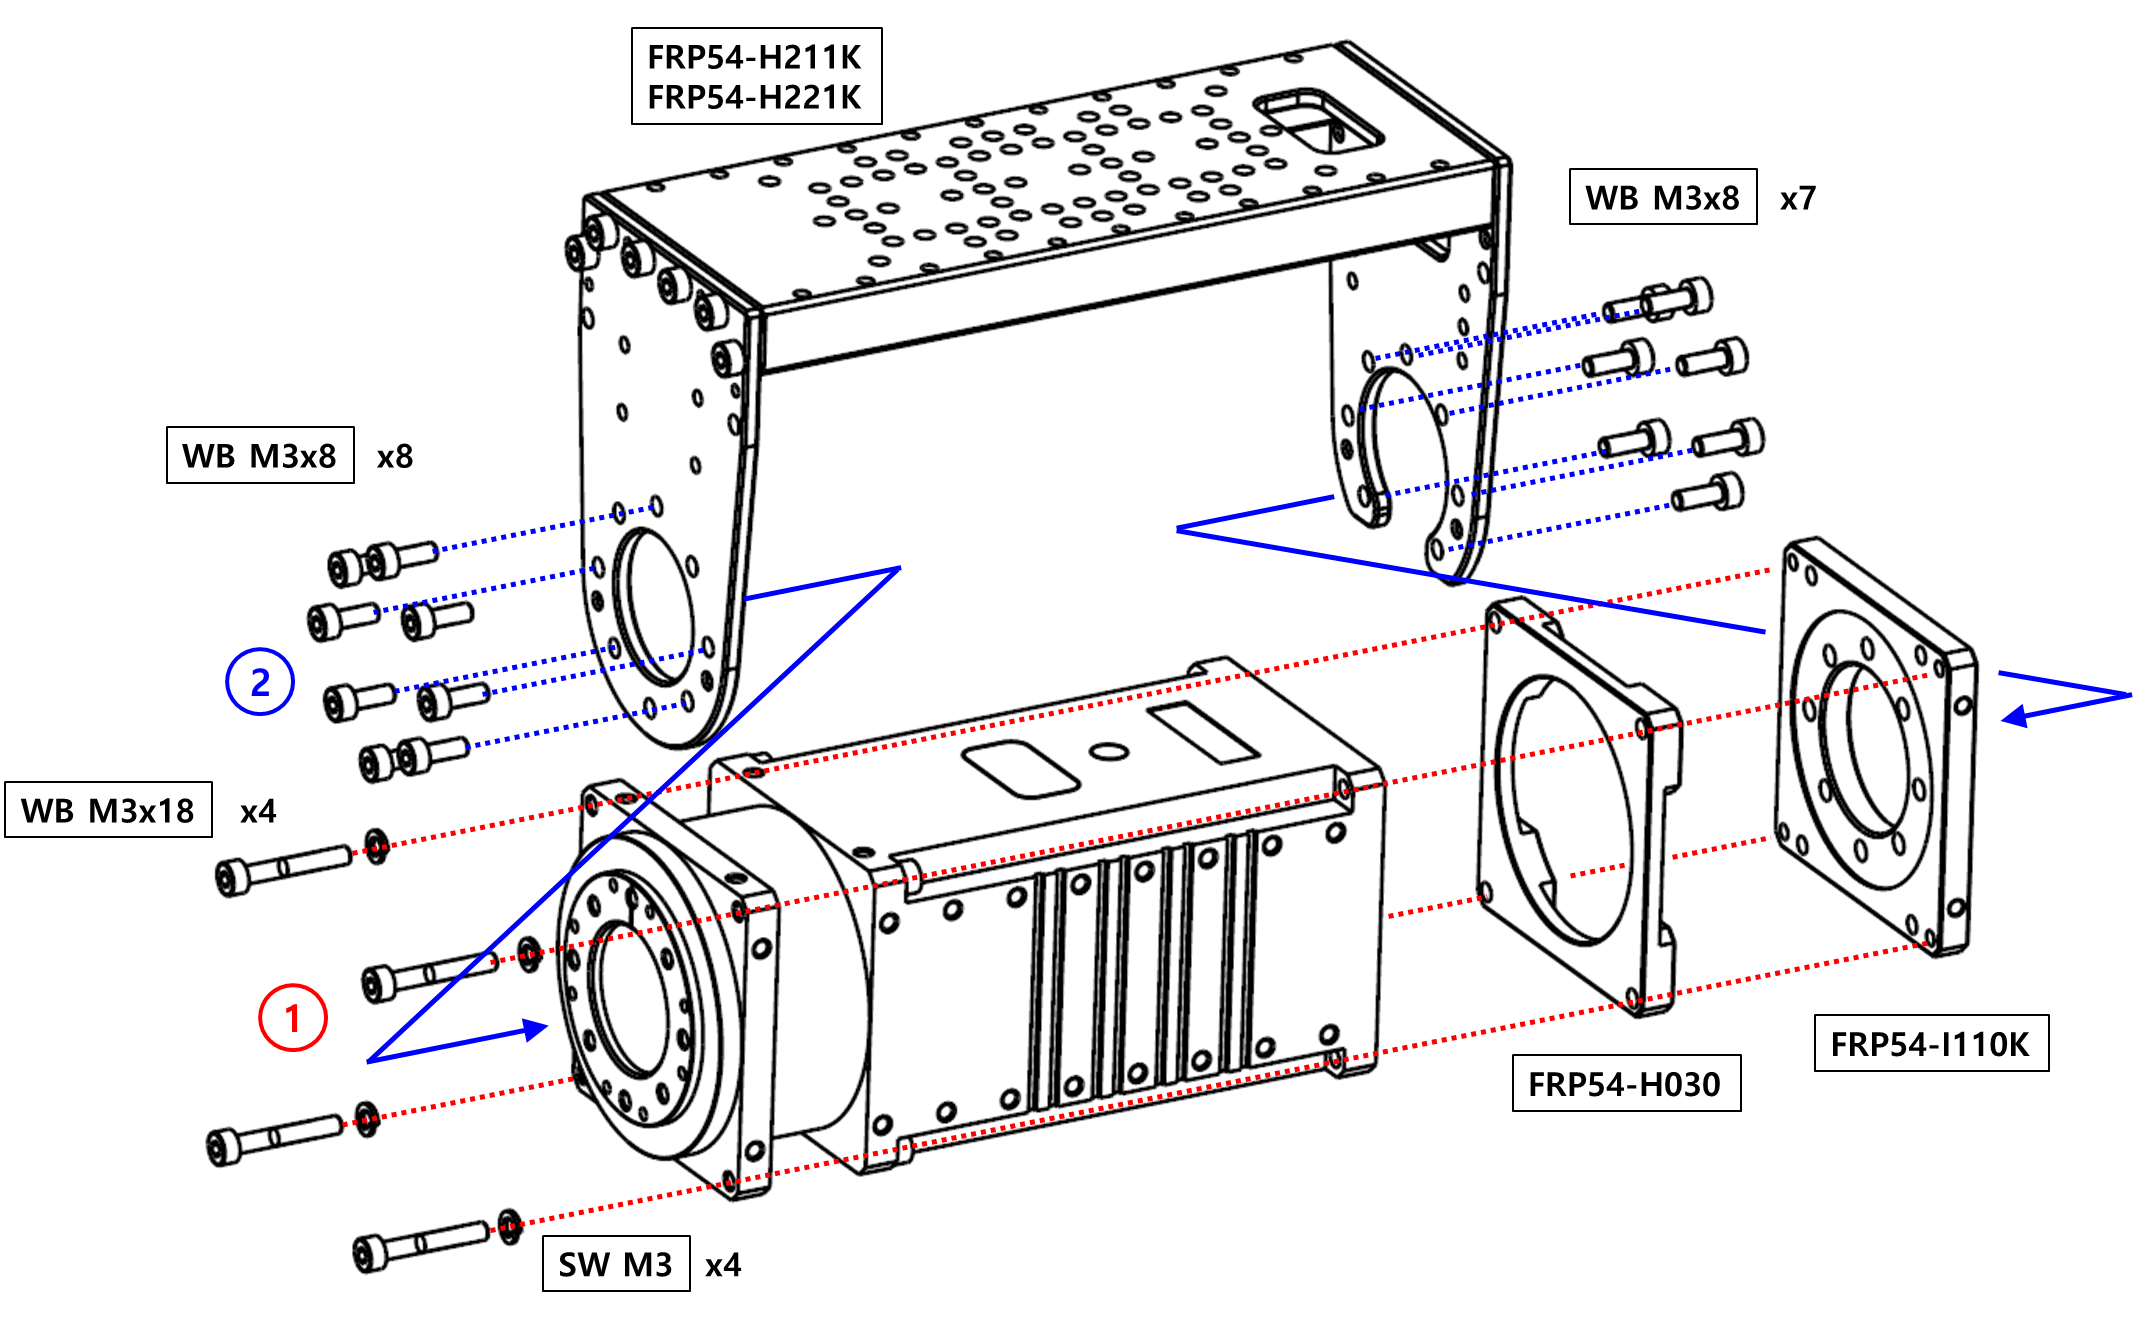 FRP54-H211K
FRP54-H221K
WB M3x8 x7
WB M3x8 x8
2
WB M3x18 x4
1
FRP54-I110K
FRP54-H030
SW M3 x4